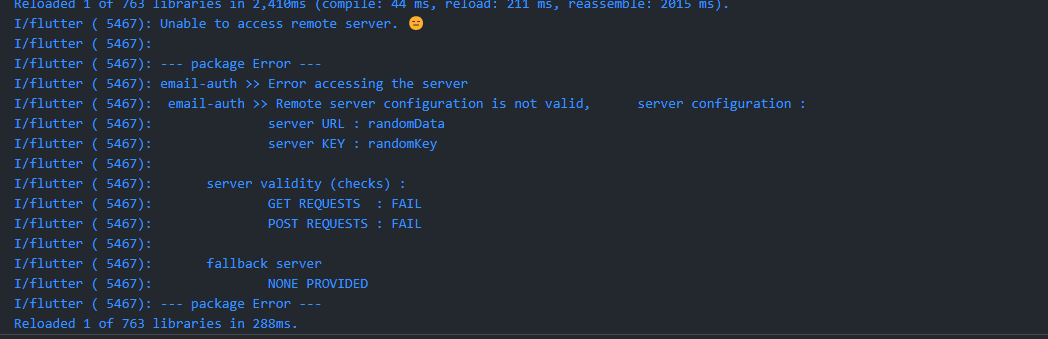 Reloaded 1 of 763 libraries in 2,410ms (compile: 44 ms, reload: 211 ms, reassemble: 2015 ms).
I/flutter ( 5467): Unable to access remote server. 😑
I/flutter ( 5467):
I/flutter ( 5467): --- package Error ---
I/flutter ( 5467): email-auth >> Error accessing the server
I/flutter ( 5467):  email-auth >> Remote server configuration is not valid,      server configuration :
I/flutter ( 5467):               server URL : randomData
I/flutter ( 5467):               server KEY : randomKey
I/flutter ( 5467):
I/flutter ( 5467):       server validity (checks) :
I/flutter ( 5467):               GET REQUESTS  : FAIL
I/flutter ( 5467):               POST REQUESTS : FAIL
I/flutter ( 5467):
I/flutter ( 5467):       fallback server
I/flutter ( 5467):               NONE PROVIDED
I/flutter ( 5467): --- package Error ---
Reloaded 1 of 763 libraries in 288ms.